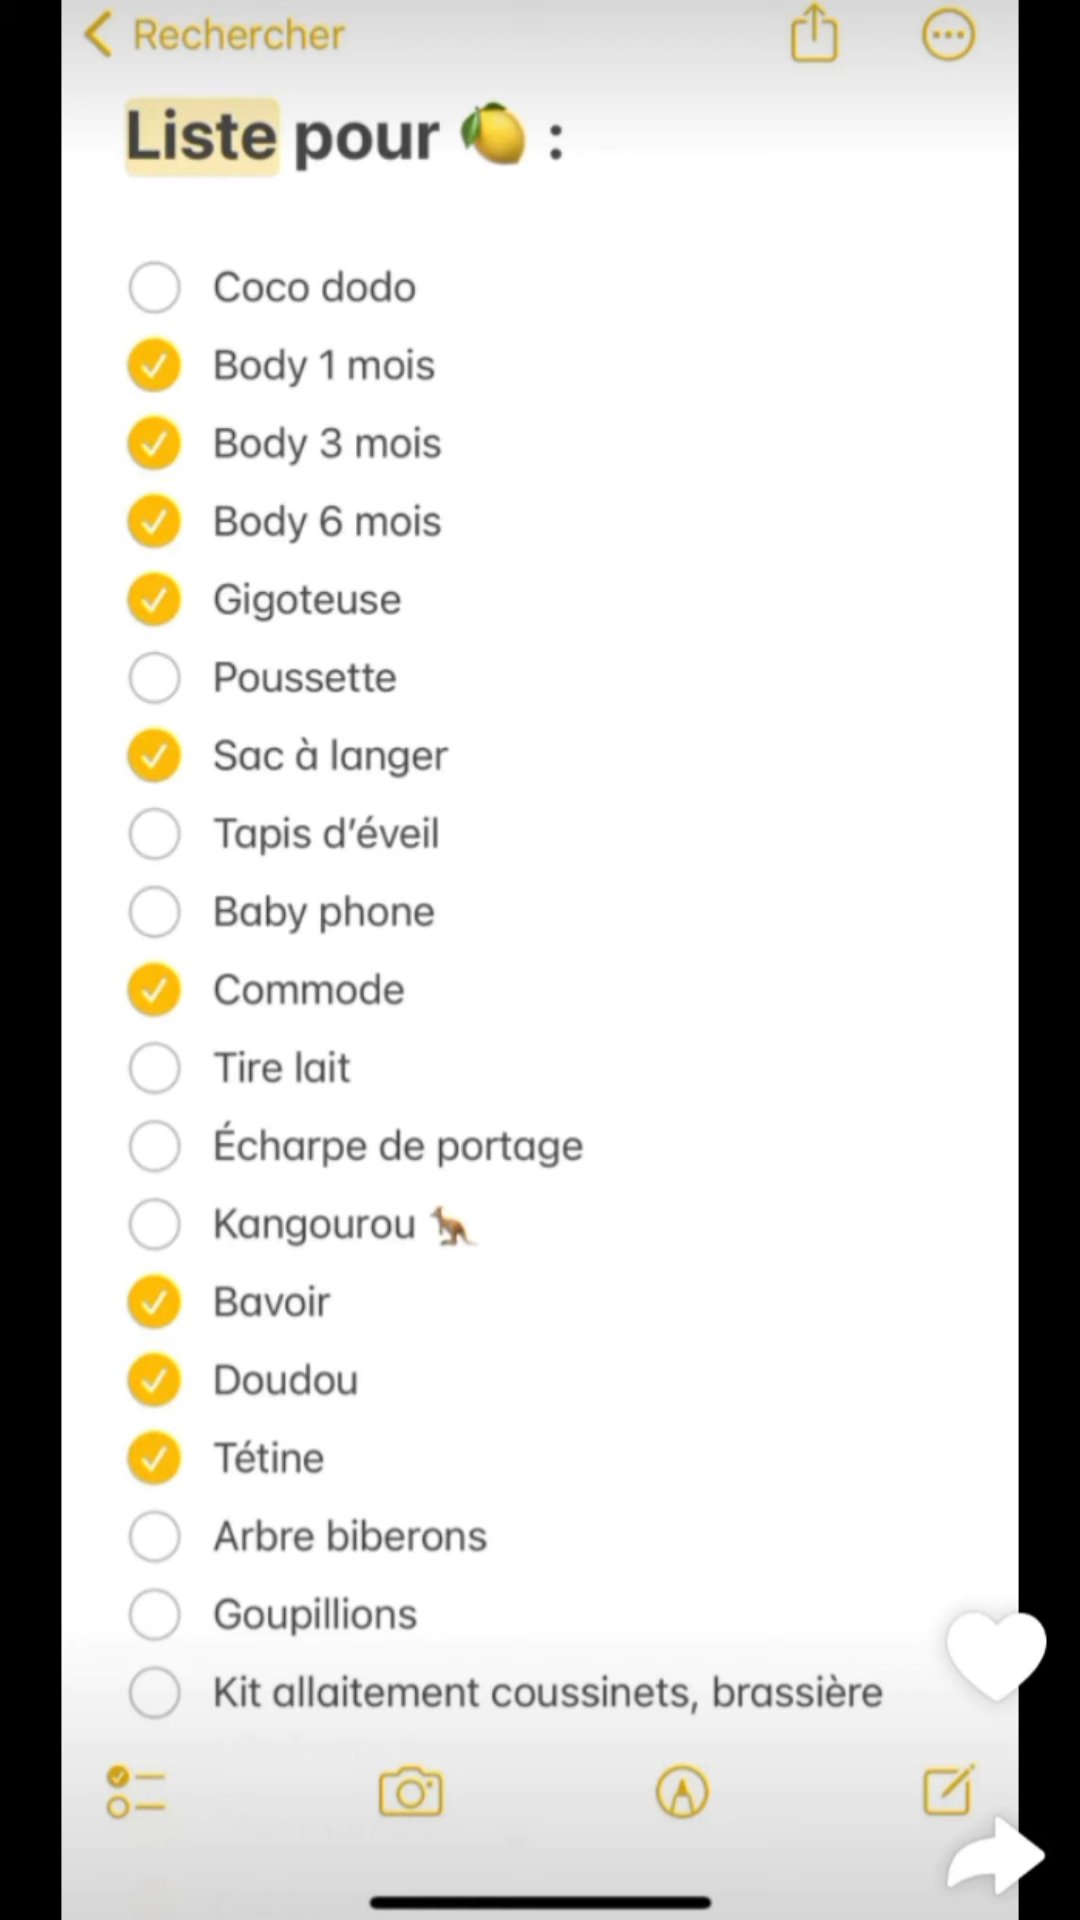 Rechercher
Liste pour 🍋 :
Coco dodo
Body 1 mois
Body 3 mois
Body 6 mois
Gigoteuse
Poussette
Sac à langer
Tapis d’éveil
Baby phone
Commode
Tire lait
Écharpe de portage
Kangourou 🦘
Bavoir
Doudou
Tétine
Arbre biberons
Goupillions
Kit allaitement coussinets, brassière